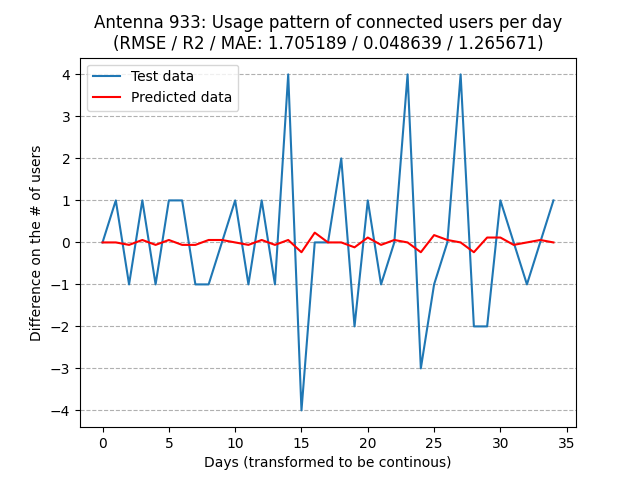 Antenna 933: Usage pattern of connected users per day
(RMSE / R2 / MAE: 1.705189 / 0.048639 / 1.265671)
Test data
Predicted data
Difference on the # of users
4
3
2
1
0
−1
−2
−3
−4
0 5 10 15 20 25 30 35
Days (transformed to be continous)